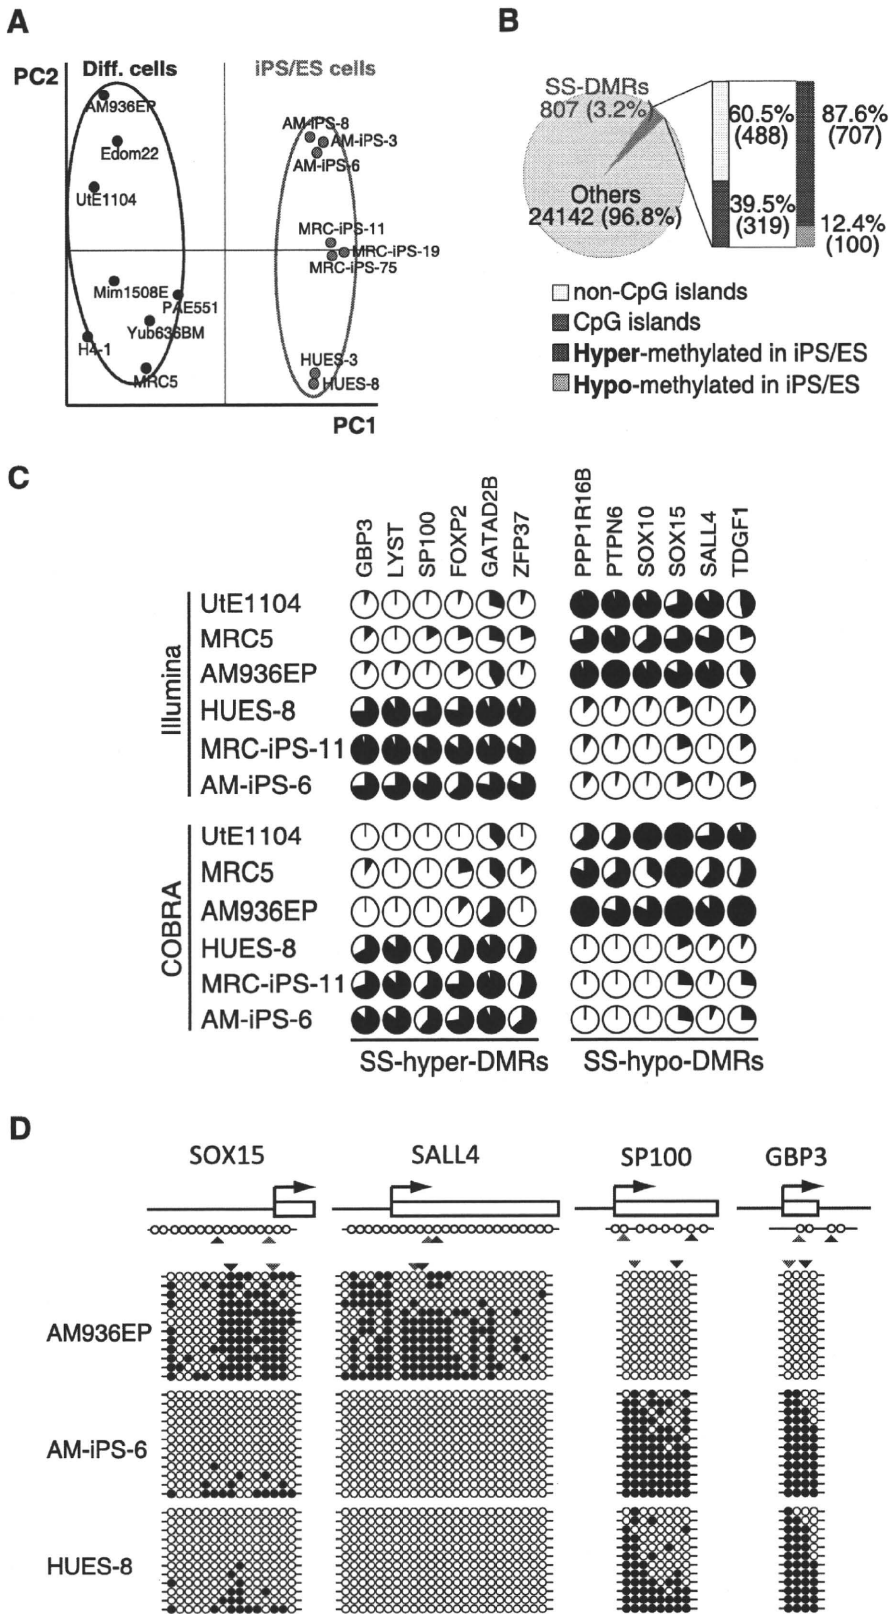 A
PC2
Diff. cells
iPS/ES cells
AM936EP
Edom22
UtE1104
AM-iPS-8
AM-iPS-3
AM-iPS-6
MRC-iPS-11
MRC-iPS-19
MRC-iPS-75
Mim1508E
PAE551
Yub636BM
H4-1
MRC5
HUES-3
HUES-8
PC1
B
SS-DMRs
807 (3.2%)
Others
24142 (96.8%)
60.5%
(488)
39.5%
(319)
87.6%
(707)
12.4%
(100)
non-CpG islands
CpG islands
Hyper-methylated in iPS/ES
Hypo-methylated in iPS/ES
C
GBP3
LYST
SP100
FOXP2
GATAD2B
ZFP37
PPP1R16B
PTPN6
SOX10
SOX15
SALL4
TDGF1
Illumina
UtE1104
MRC5
AM936EP
HUES-8
MRC-iPS-11
AM-iPS-6
COBRA
UtE1104
MRC5
AM936EP
HUES-8
MRC-iPS-11
AM-iPS-6
SS-hyper-DMRs
SS-hypo-DMRs
D
SOX15
SALL4
SP100
GBP3
AM936EP
AM-iPS-6
HUES-8